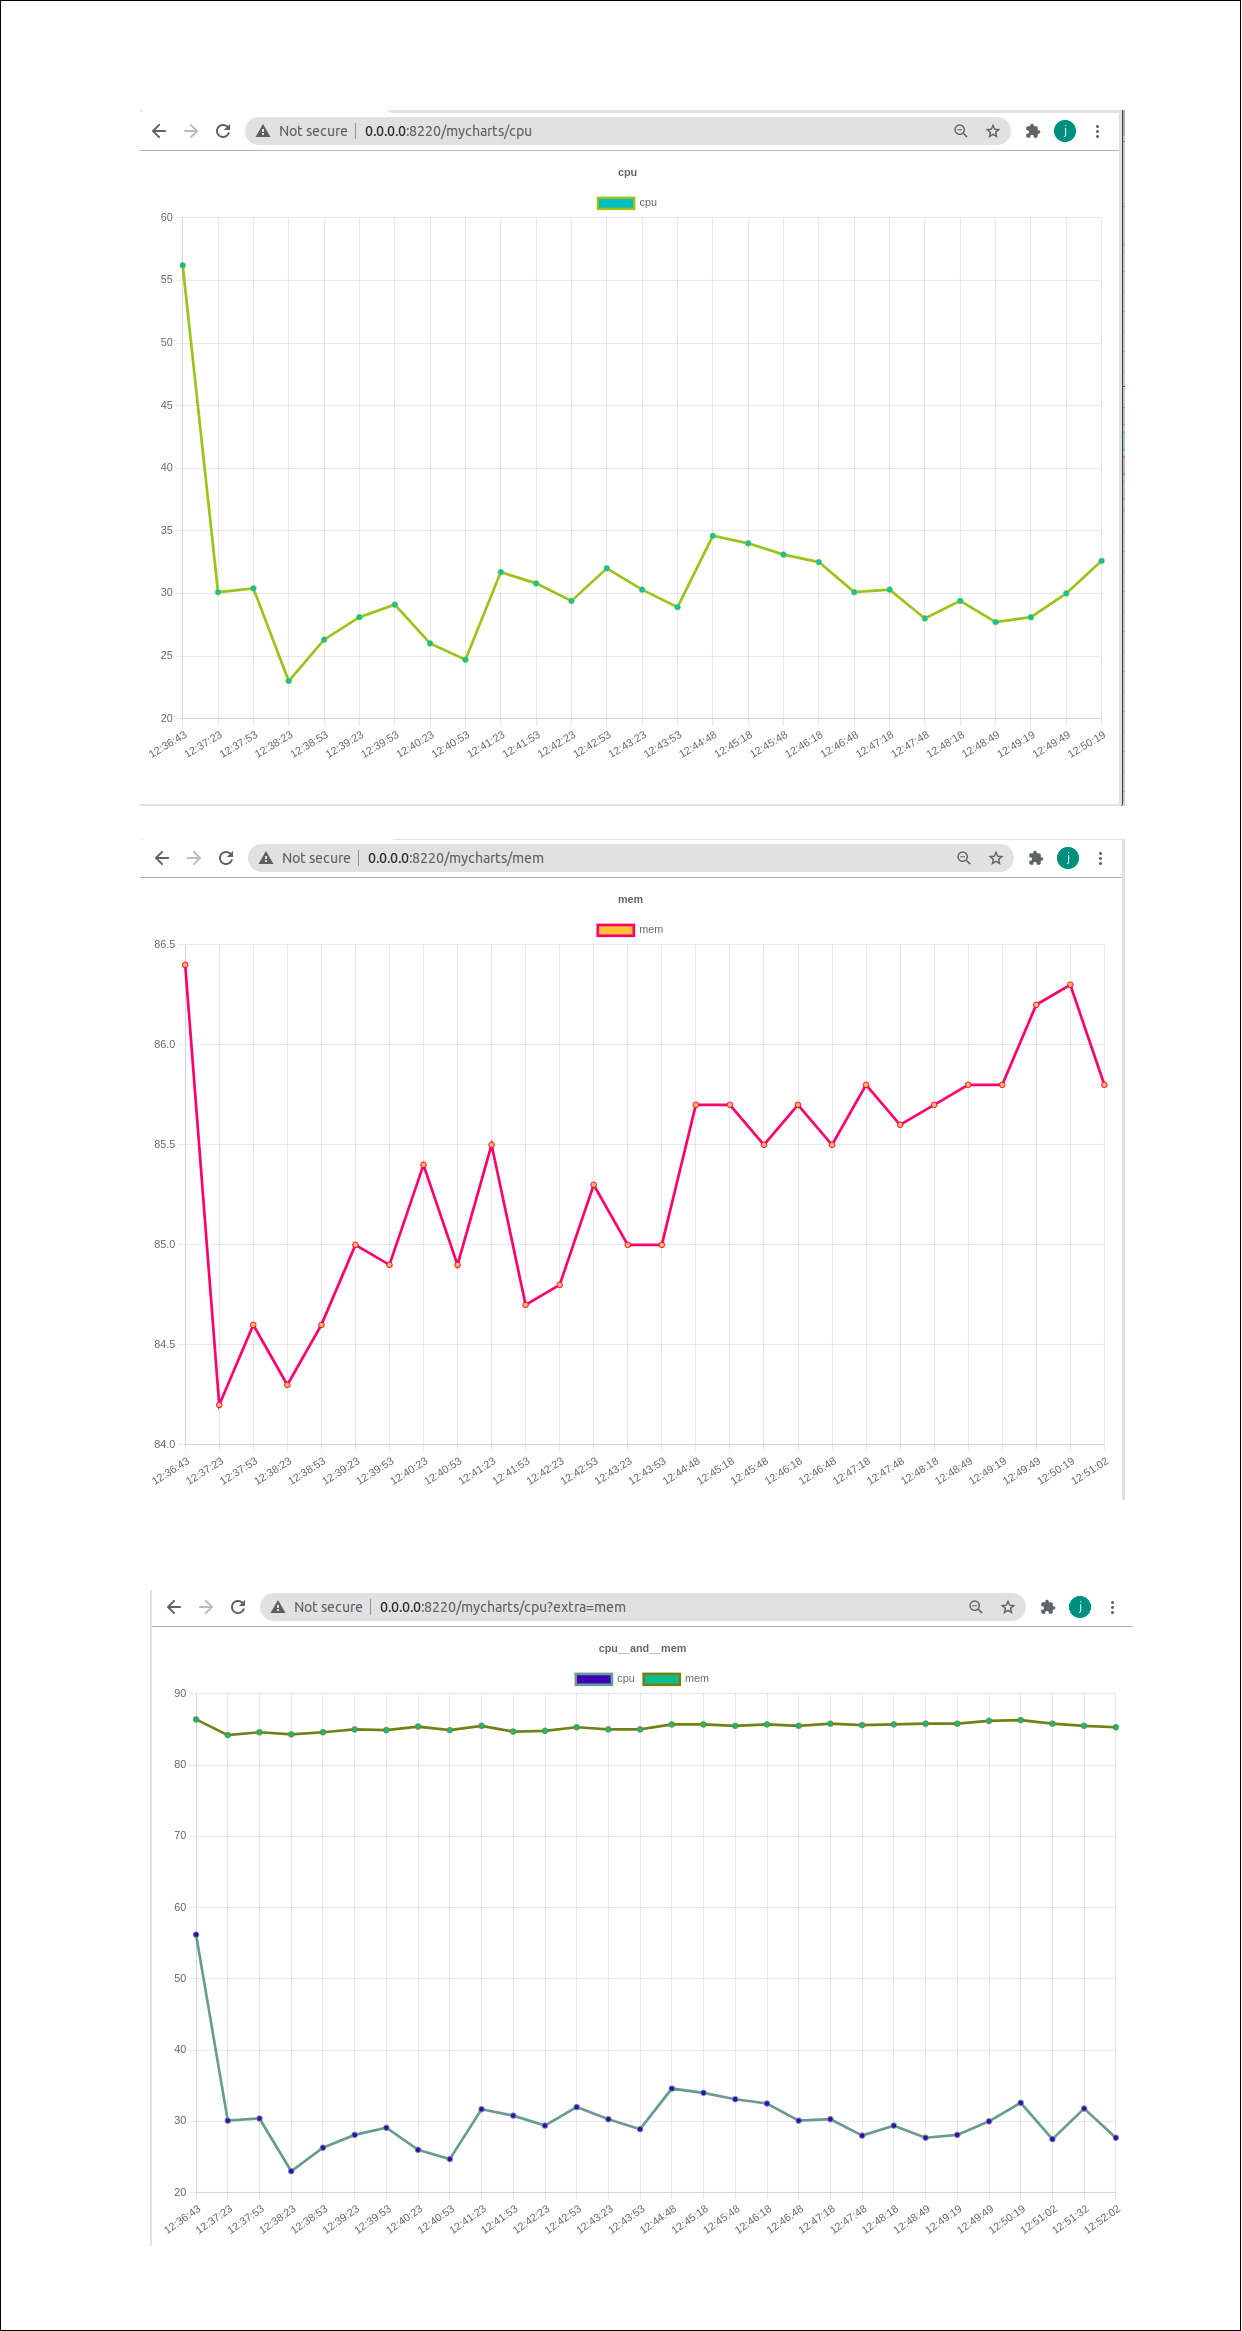 Not secure 0.0.0.0:8220/mycharts/cpu j
cpu
cpu
60
55
50
45
40
35
30
25
20
12:36:43 12:37:23 12:37:53 12:38:23 12:38:53 12:39:23 12:39:53 12:40:23 12:40:53 12:41:23 12:41:53 12:42:23 12:42:53 12:43:23 12:43:53 12:44:48 12:45:18 12:45:48 12:46:18 12:46:48 12:47:18 12:47:48 12:48:18 12:48:49 12:49:19 12:49:49 12:50:19
Not secure 0.0.0.0:8220/mycharts/mem j
mem
mem
86.5
86.0
85.5
85.0
84.5
84.0
12:36:43 12:37:23 12:37:53 12:38:23 12:38:53 12:39:23 12:39:53 12:40:23 12:40:53 12:41:23 12:41:53 12:42:23 12:42:53 12:43:23 12:43:53 12:44:48 12:45:18 12:45:48 12:46:18 12:46:48 12:47:18 12:47:48 12:48:18 12:48:49 12:49:19 12:49:49 12:50:19 12:51:02
Not secure 0.0.0.0:8220/mycharts/cpu?extra=mem j
cpu__and__mem
cpu mem
90
80
70
60
50
40
30
20
12:36:43 12:37:23 12:37:53 12:38:23 12:38:53 12:39:23 12:39:53 12:40:23 12:40:53 12:41:23 12:41:53 12:42:23 12:42:53 12:43:23 12:43:53 12:44:48 12:45:18 12:45:48 12:46:18 12:46:48 12:47:18 12:47:48 12:48:18 12:48:49 12:49:19 12:49:49 12:50:19 12:51:02 12:51:32 12:52:02